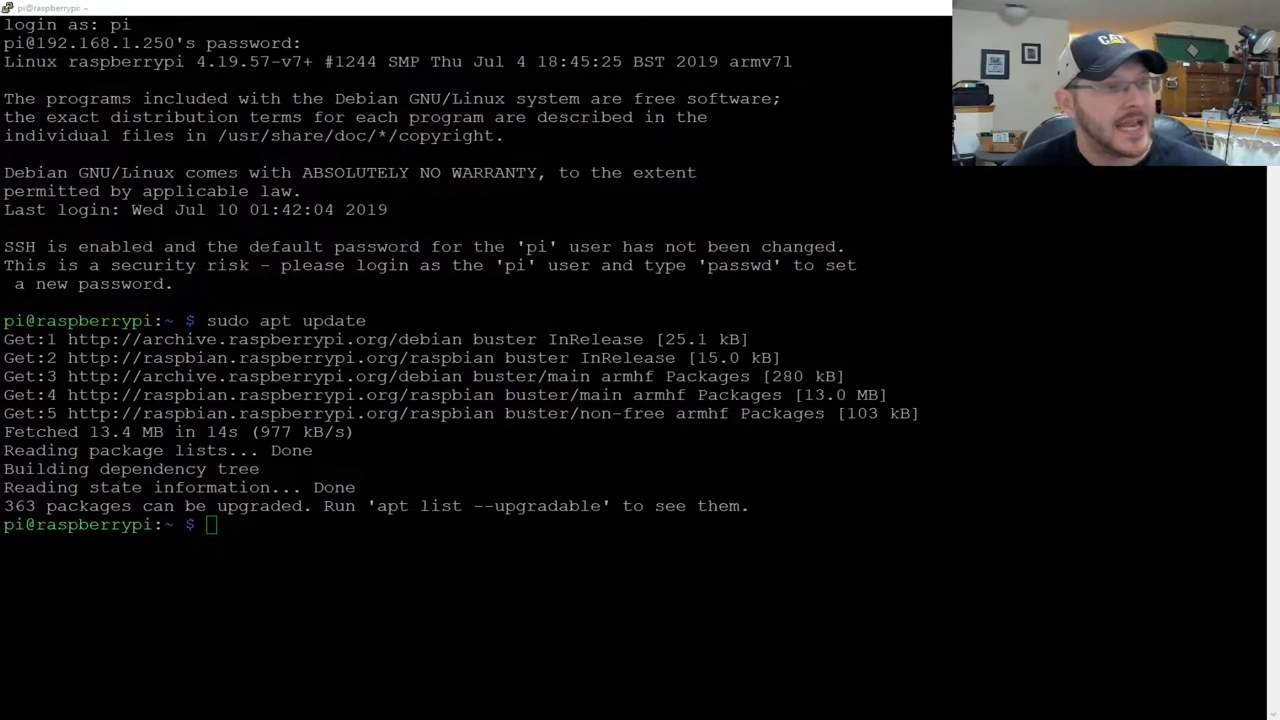 pi@raspberrypi: ~
login as: pi
pi@192.168.1.250's password:
Linux raspberrypi 4.19.57-v7+ #1244 SMP Thu Jul 4 18:45:25 BST 2019 armv7l
The programs included with the Debian GNU/Linux system are free software;
the exact distribution terms for each program are described in the
individual files in /usr/share/doc/*/copyright.
Debian GNU/Linux comes with ABSOLUTELY NO WARRANTY, to the extent
permitted by applicable law.
Last login: Wed Jul 10 01:42:04 2019
SSH is enabled and the default password for the 'pi' user has not been changed.
This is a security risk - please login as the 'pi' user and type 'passwd' to set
a new password.
pi@raspberrypi:~ $ sudo apt update
Get:1 http://archive.raspberrypi.org/debian buster InRelease [25.1 kB]
Get:2 http://raspbian.raspberrypi.org/raspbian buster InRelease [15.0 kB]
Get:3 http://archive.raspberrypi.org/debian buster/main armhf Packages [280 kB]
Get:4 http://raspbian.raspberrypi.org/raspbian buster/main armhf Packages [13.0 MB]
Get:5 http://raspbian.raspberrypi.org/raspbian buster/non-free armhf Packages [103 kB]
Fetched 13.4 MB in 14s (977 kB/s)
Reading package lists... Done
Building dependency tree
Reading state information... Done
363 packages can be upgraded. Run 'apt list --upgradable' to see them.
pi@raspberrypi:~ $
CAT